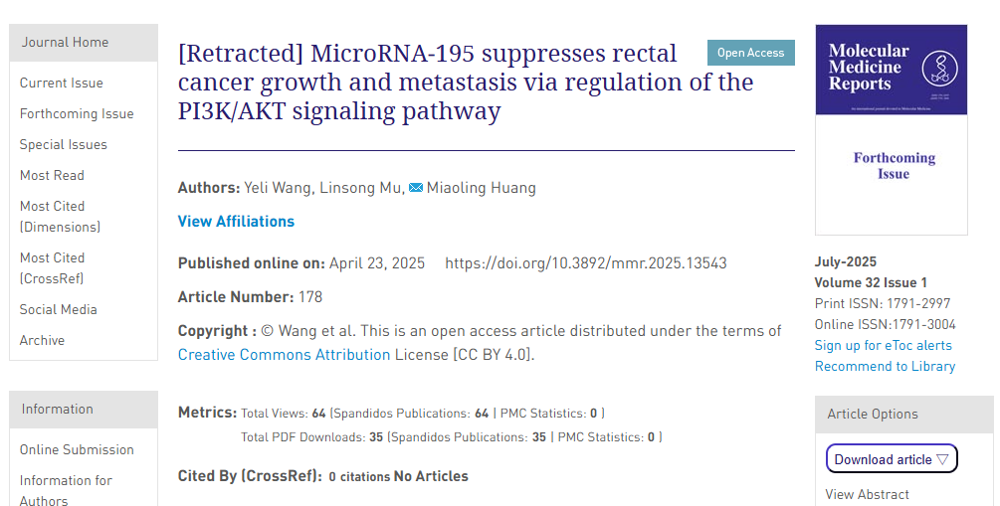 Journal Home
Current Issue
Forthcoming Issue
Special Issues
Most Read
Most Cited
(Dimensions)
Most Cited
(CrossRef)
Social Media
Archive
Information
Online Submission
Information for
Authors
[Retracted] MicroRNA‑195 suppresses rectal
cancer growth and metastasis via regulation of the
PI3K/AKT signaling pathway
Open Access
Authors: Yeli Wang, Linsong Mu, Miaoling Huang
View Affiliations
Published online on: April 23, 2025 https://doi.org/10.3892/mmr.2025.13543
Article Number: 178
Copyright : © Wang et al. This is an open access article distributed under the terms of
Creative Commons Attribution License [CC BY 4.0].
Metrics: Total Views: 64 (Spandidos Publications: 64 | PMC Statistics: 0 )
Total PDF Downloads: 35 (Spandidos Publications: 35 | PMC Statistics: 0 )
Cited By (CrossRef): 0 citations No Articles
Molecular
Medicine
Reports
Forthcoming
Issue
July-2025
Volume 32 Issue 1
Print ISSN: 1791-2997
Online ISSN:1791-3004
Sign up for eToc alerts
Recommend to Library
Article Options
Download article ▽
View Abstract